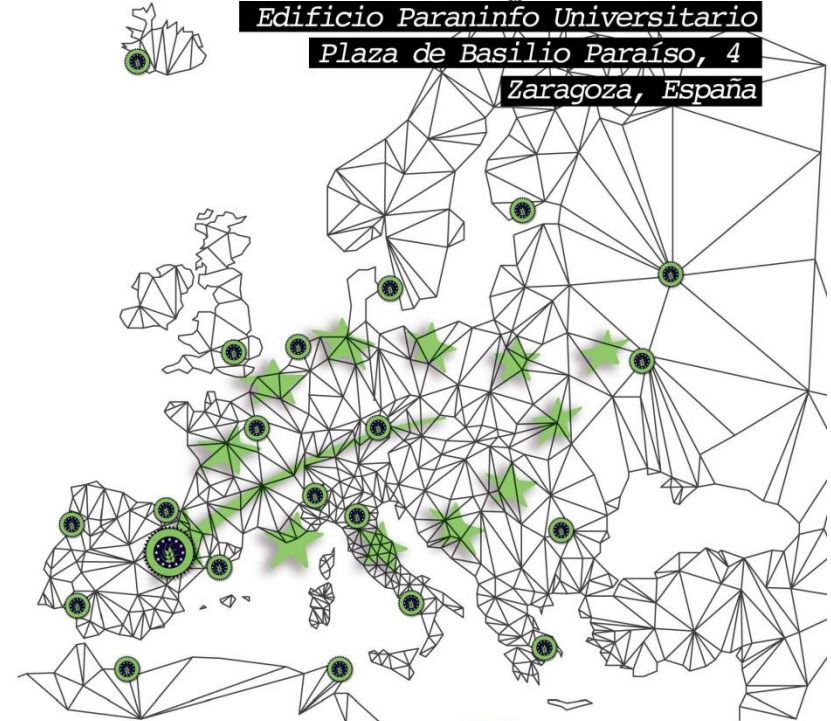 Edificio Paraninfo Universitario
Plaza de Basilio Paraíso, 4
Zaragoza, España